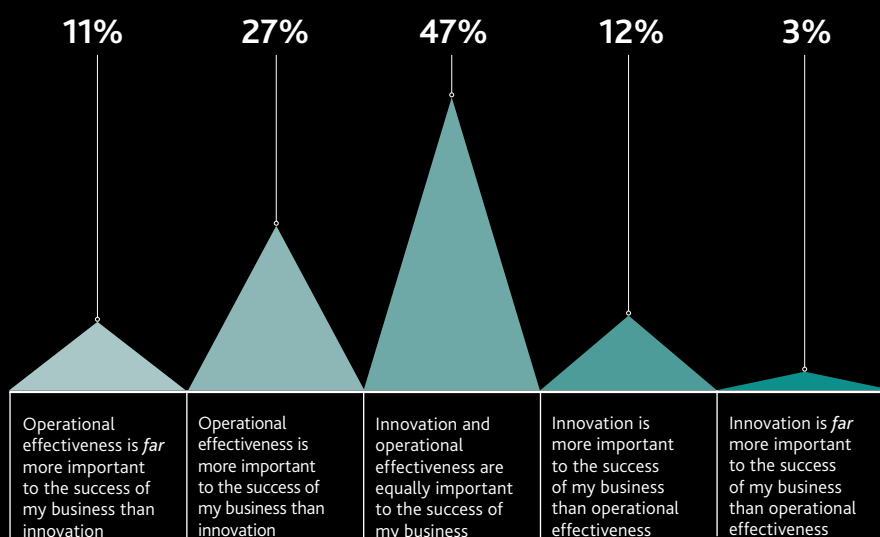 11%
27%
47%
12%
3%
Operational
effectiveness is far
more important
to the success of
my business than
innovation
Operational
effectiveness is
more important
to the success of
my business than
innovation
Innovation and
operational
effectiveness are
equally important
to the success of
my business
Innovation is
more important
to the success
of my business
than operational
effectiveness
Innovation is far
more important
to the success
of my business
than operational
effectiveness